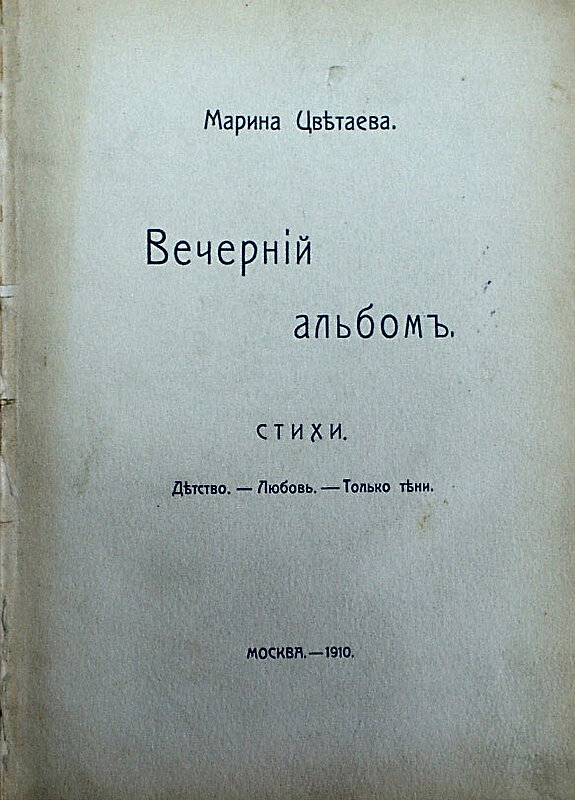 Марина Цвѣтаева.
Вечерній
альбомъ.
СТИХИ.
Дѣтство. — Любовь. — Только тѣни.
МОСКВА.—1910.